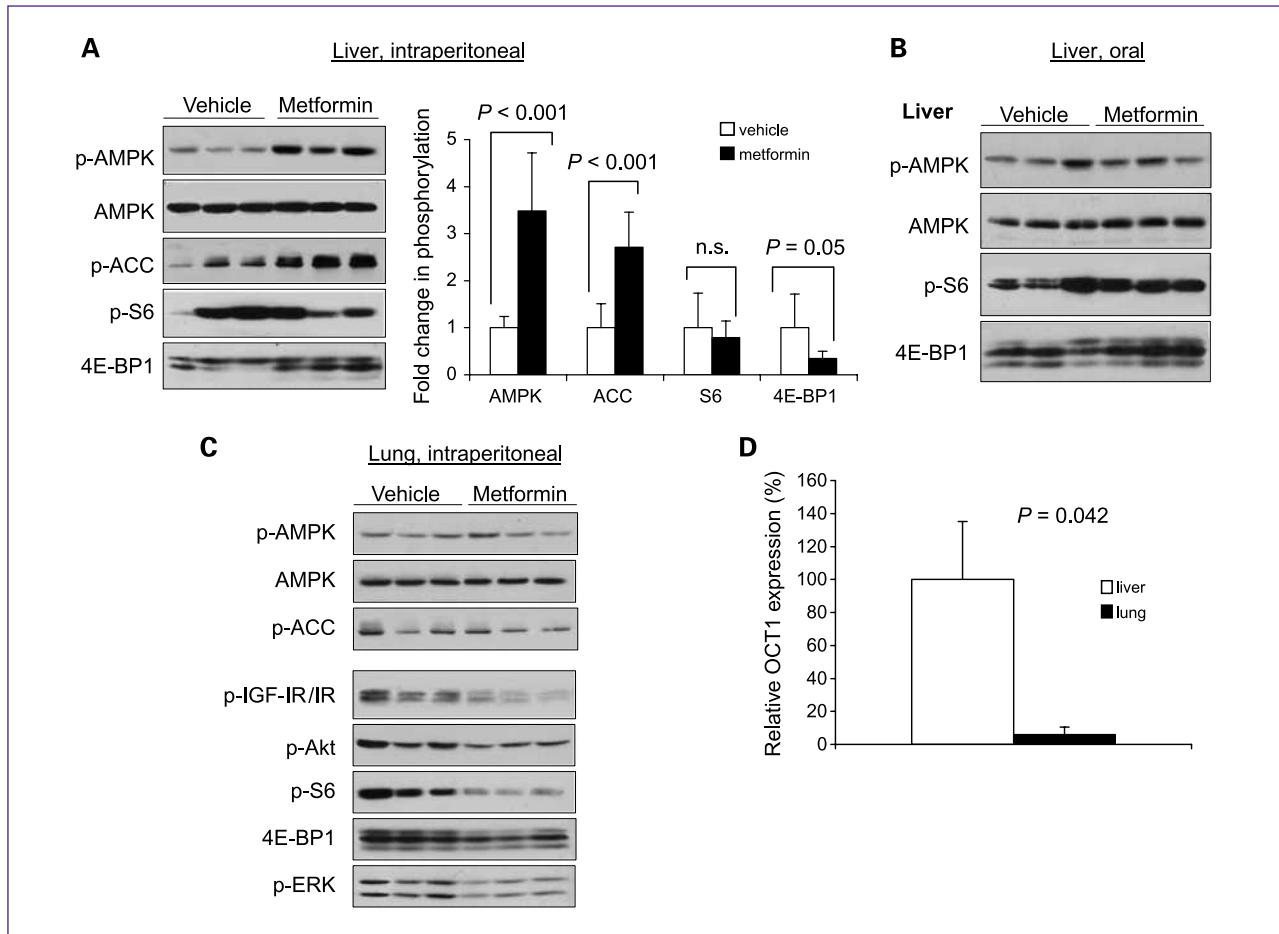 A
Liver, intraperitoneal
Vehicle Metformin
p-AMPK
AMPK
p-ACC
p-S6
4E-BP1
Fold change in phosphorylation
5
4
3
2
1
0
P < 0.001
P < 0.001
n.s.
P = 0.05
vehicle
metformin
AMPK ACC S6 4E-BP1
B
Liver, oral
Liver Vehicle Metformin
p-AMPK
AMPK
p-S6
4E-BP1
C
Lung, intraperitoneal
Vehicle Metformin
p-AMPK
AMPK
p-ACC
p-IGF-IR/IR
p-Akt
p-S6
4E-BP1
p-ERK
D
Relative OCT1 expression (%)
160
140
120
100
80
60
40
20
0
P = 0.042
liver
lung